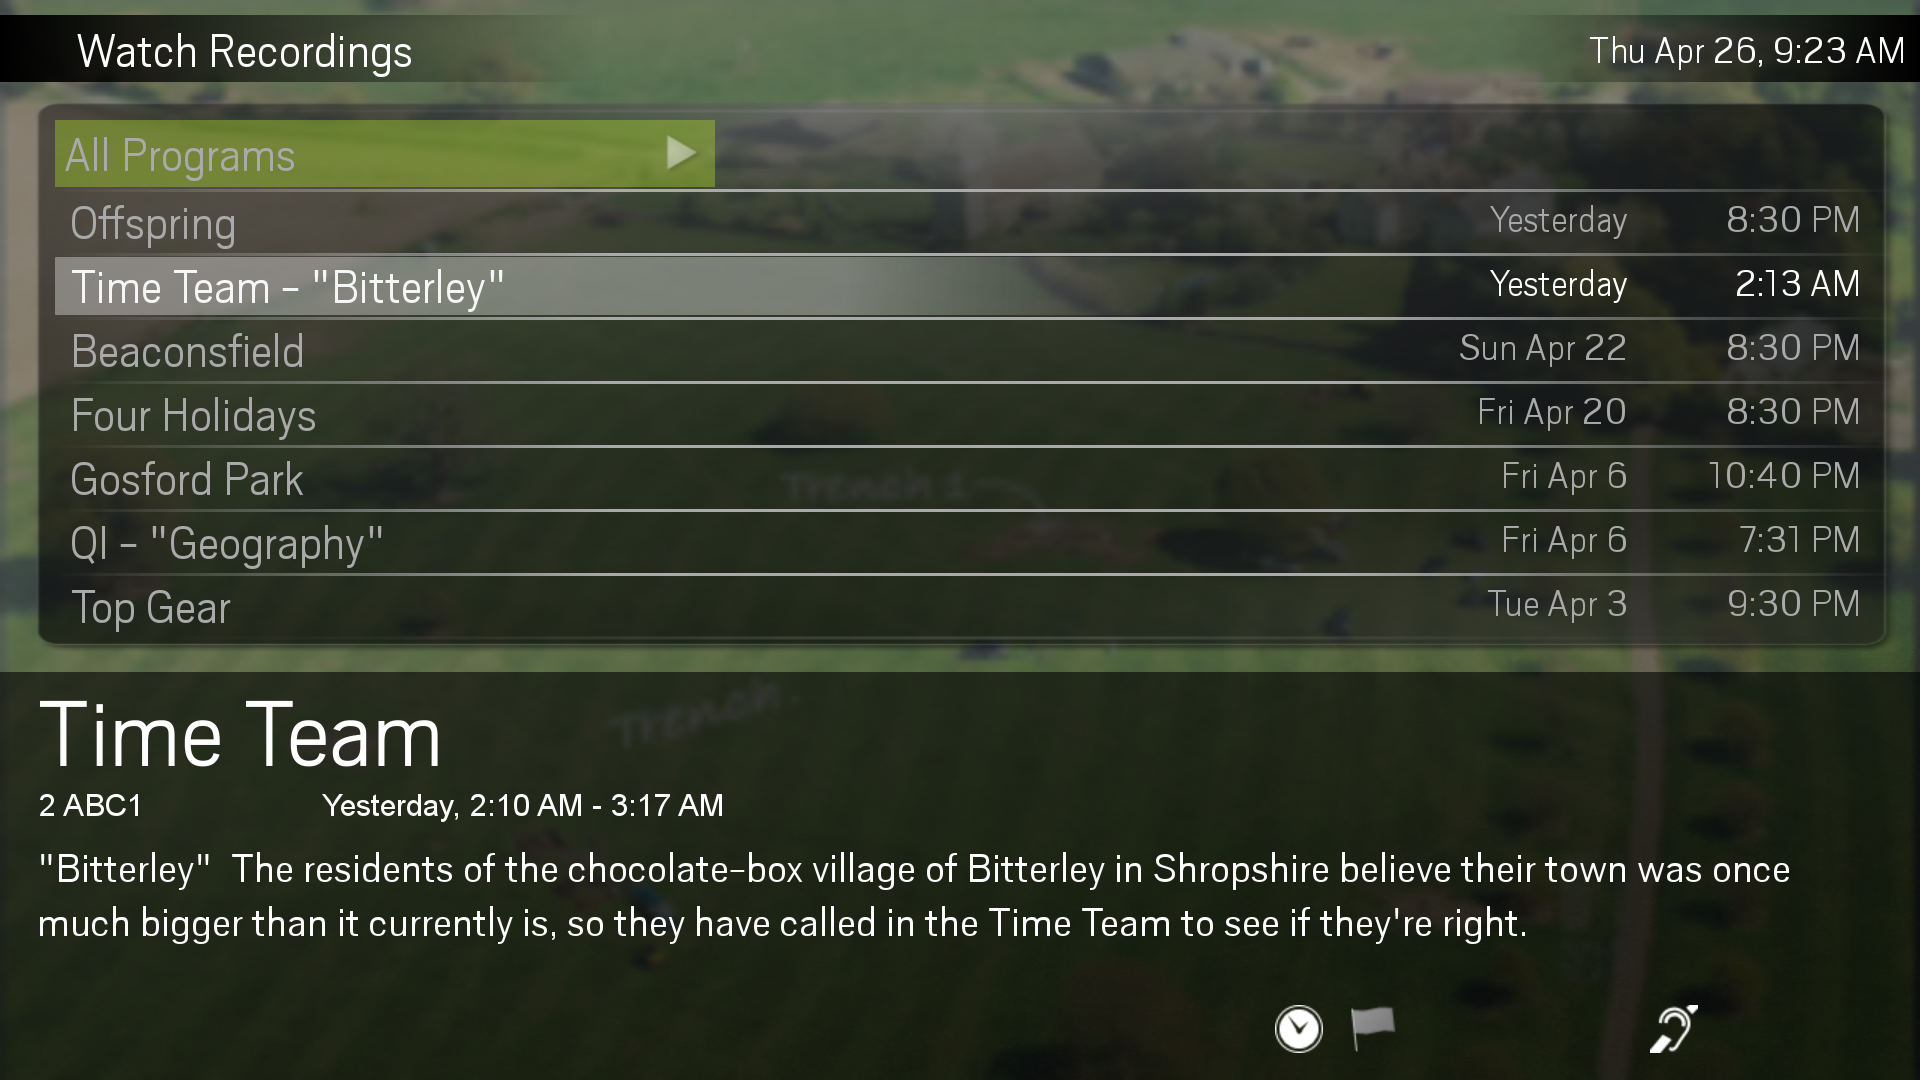 Watch Recordings
Thu Apr 26, 9:23 AM
All Programs
Offspring Yesterday 8:30 PM
Time Team - "Bitterley" Yesterday 2:13 AM
Beaconsfield Sun Apr 22 8:30 PM
Four Holidays Fri Apr 20 8:30 PM
Gosford Park Fri Apr 6 10:40 PM
Trench 1
QI - "Geography" Fri Apr 6 7:31 PM
Top Gear Tue Apr 3 9:30 PM
Trench
Time Team
2 ABC1 Yesterday, 2:10 AM - 3:17 AM
"Bitterley" The residents of the chocolate-box village of Bitterley in Shropshire believe their town was once
much bigger than it currently is, so they have called in the Time Team to see if they're right.